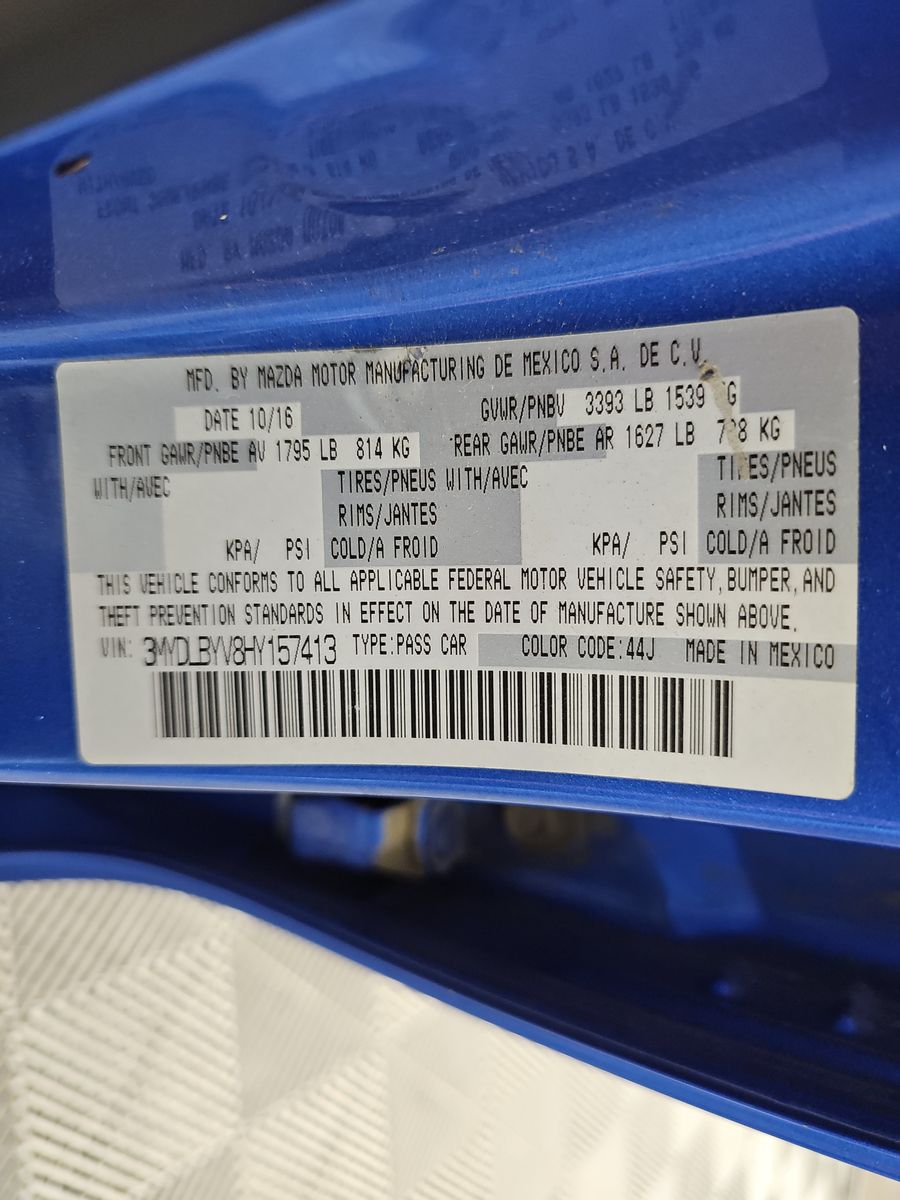 MFD. BY MAZDA MOTOR MANUFACTURING DE MEXICO S.A. DE C.V.
DATE 10/16 GVWR/PNBV 3393 LB 1539 KG
FRONT GAWR/PNBE AV 1795 LB 814 KG REAR GAWR/PNBE AR 1627 LB 738 KG
WITH/AVEC TIRES/PNEUS WITH/AVEC TIRES/PNEUS
RIMS/JANTES RIMS/JANTES
KPA/ PSI COLD/A FROID KPA/ PSI COLD/A FROID
THIS VEHICLE CONFORMS TO ALL APPLICABLE FEDERAL MOTOR VEHICLE SAFETY, BUMPER, AND
THEFT PREVENTION STANDARDS IN EFFECT ON THE DATE OF MANUFACTURE SHOWN ABOVE.
VIN: 3MYDLBYV8HY157413 TYPE:PASS CAR COLOR CODE:44J MADE IN MEXICO